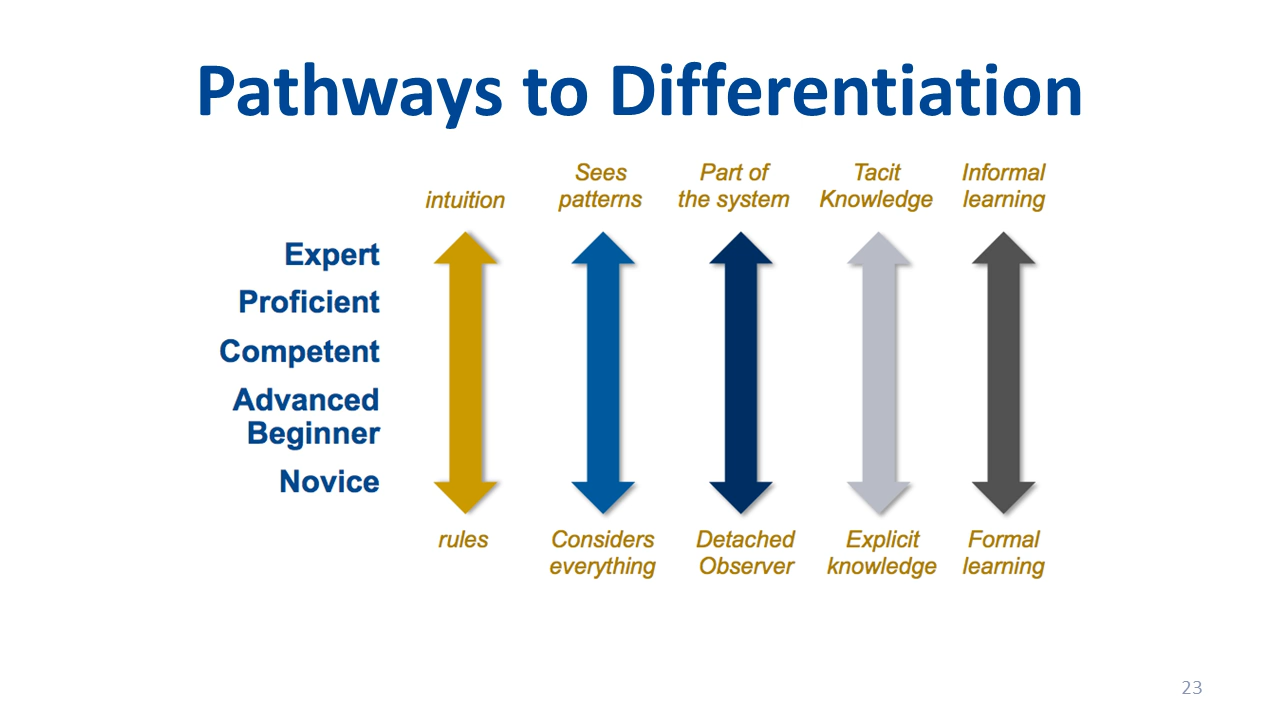 Pathways to Differentiation
intuition
Sees
patterns
Part of
the system
Tacit
Knowledge
Informal
learning
Expert
Proficient
Competent
Advanced
Beginner
Novice
rules
Considers
everything
Detached
Observer
Explicit
knowledge
Formal
learning
23